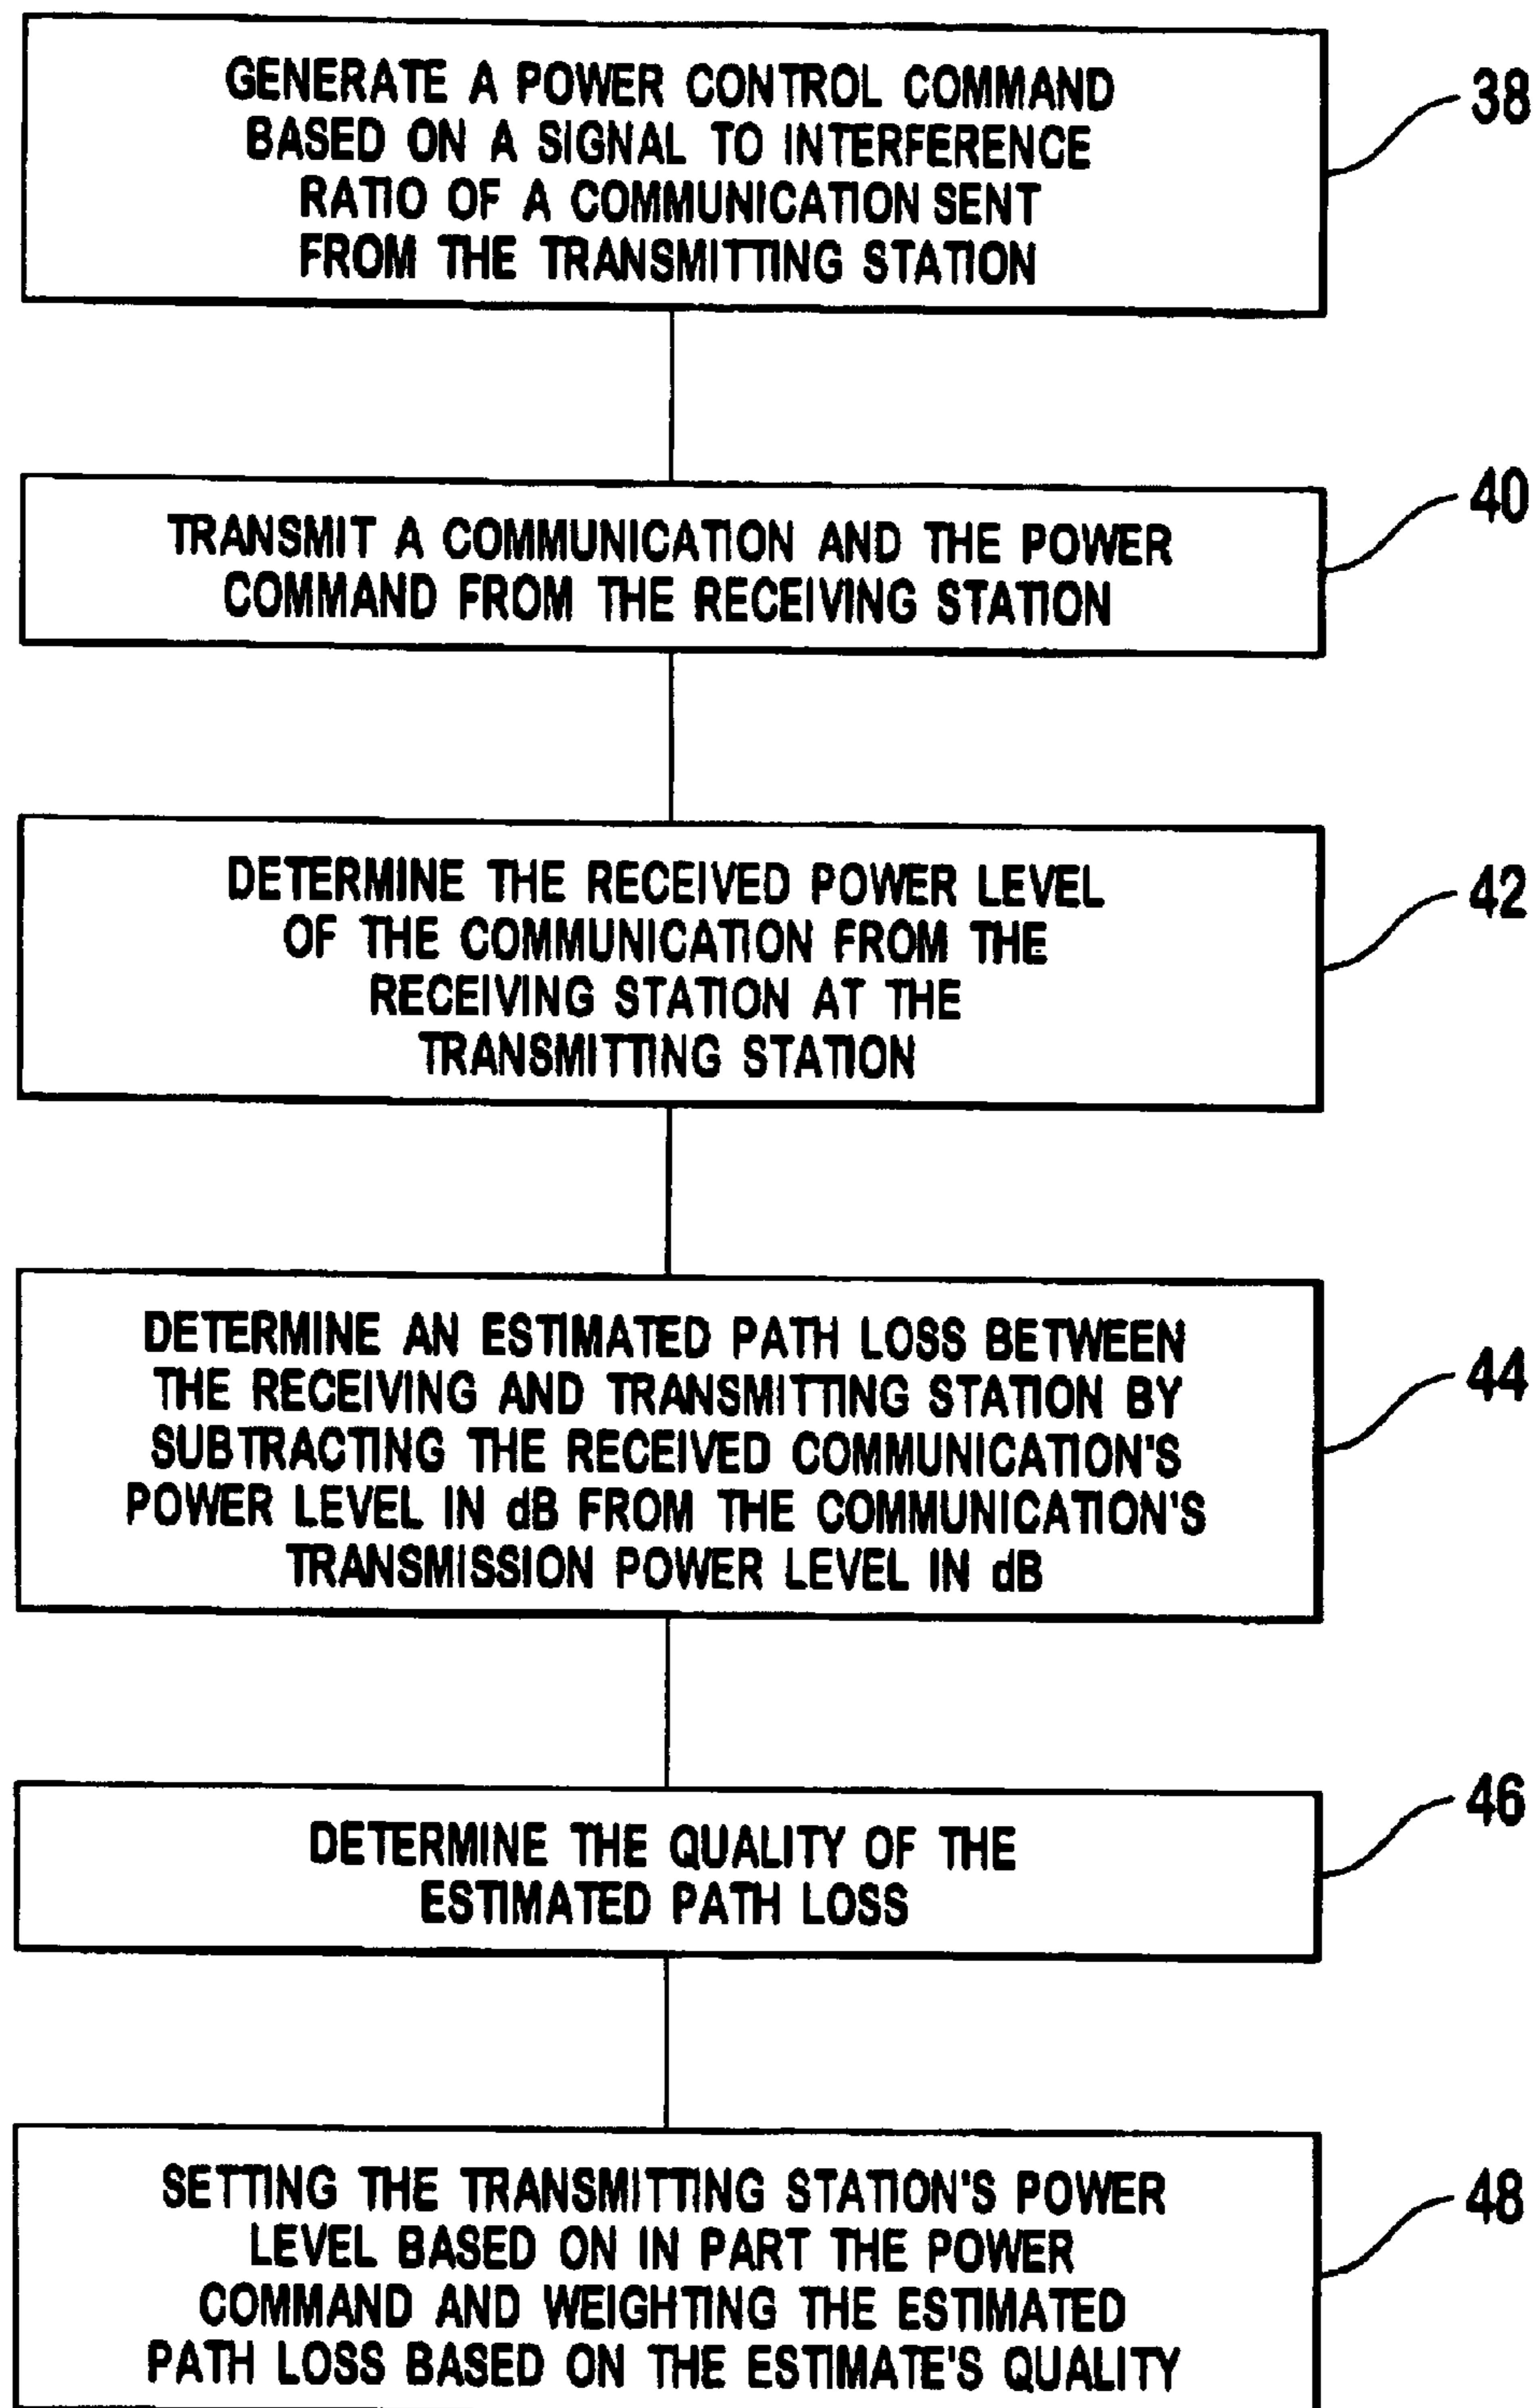 GENERATE A POWER CONTROL COMMAND
BASED ON A SIGNAL TO INTERFERENCE
RATIO OF A COMMUNICATION SENT
FROM THE TRANSMITTING STATION
38
TRANSMIT A COMMUNICATION AND THE POWER
COMMAND FROM THE RECEIVING STATION
40
DETERMINE THE RECEIVED POWER LEVEL
OF THE COMMUNICATION FROM THE
RECEIVING STATION AT THE
TRANSMITTING STATION
42
DETERMINE AN ESTIMATED PATH LOSS BETWEEN
THE RECEIVING AND TRANSMITTING STATION BY
SUBTRACTING THE RECEIVED COMMUNICATION'S
POWER LEVEL IN dB FROM THE COMMUNICATION'S
TRANSMISSION POWER LEVEL IN dB
44
DETERMINE THE QUALITY OF THE
ESTIMATED PATH LOSS
46
SETTING THE TRANSMITTING STATION'S POWER
LEVEL BASED ON IN PART THE POWER
COMMAND AND WEIGHTING THE ESTIMATED
PATH LOSS BASED ON THE ESTIMATE'S QUALITY
48